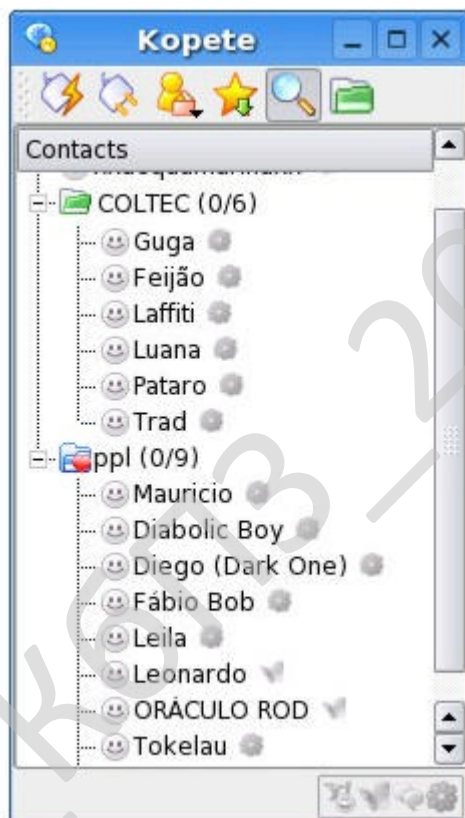 Kopete
Contacts
COLTEC (0/6)
Guga
Feijão
Laffiti
Luana
Pataro
Trad
ppl (0/9)
Mauricio
Diabolic Boy
Diego (Dark One)
Fábio Bob
Leila
Leonardo
ORÁCULO ROD
Tokelau